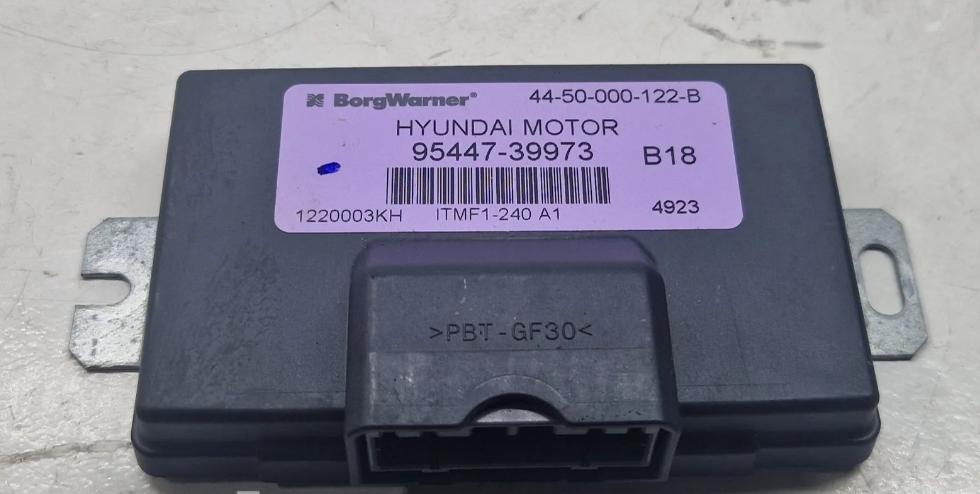 BorgWarner® 44-50-000-122-B
HYUNDAI MOTOR
95447-39973 B18
1220003KH ITMF1-240 A1 4923
>PBT-GF30<